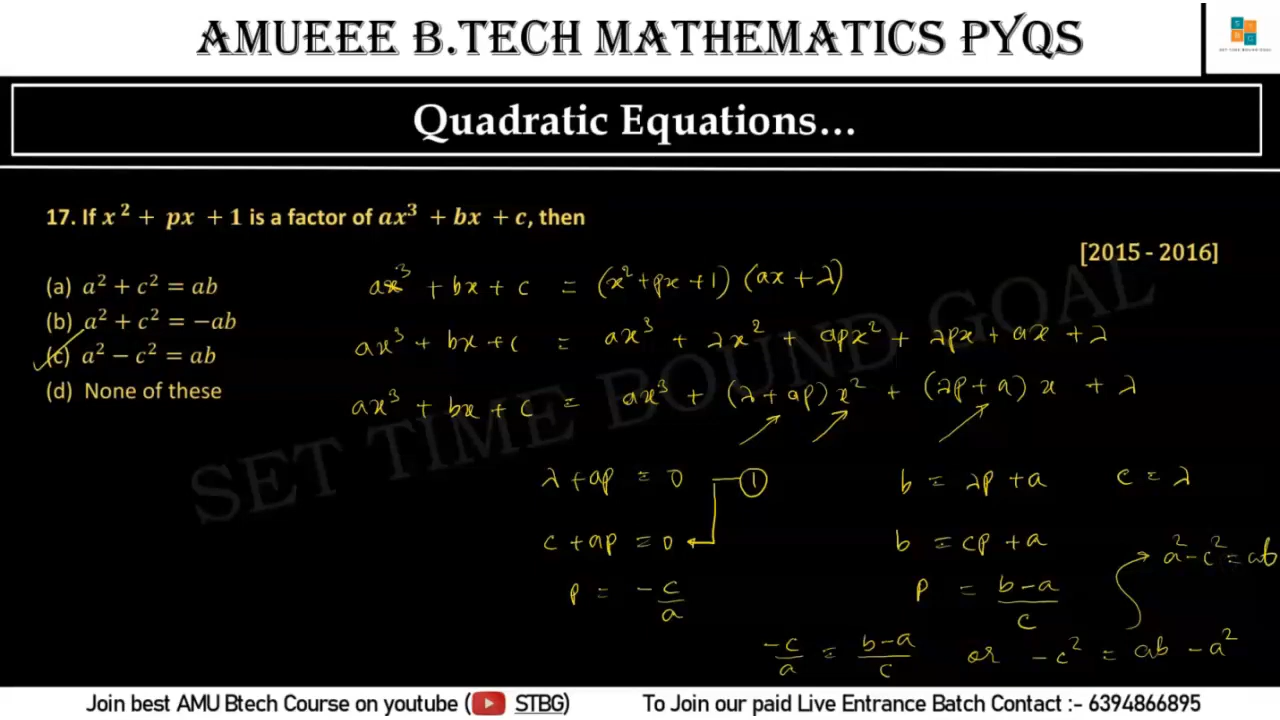 AMUEEE B.TECH MATHEMATICS PYQS
SET TIME BOUND GOAL
Quadratic Equations...
17. If x² + px + 1 is a factor of ax³ + bx + c, then
[2015 - 2016]
(a) a² + c² = ab
(b) a² + c² = -ab
(c) a² - c² = ab
(d) None of these
ax³ + bx + c = (x² + px + 1) (ax + λ)
ax³ + bx + c = ax³ + λx² + apx² + λpx + ax + λ
ax³ + bx + c = ax³ + (λ + ap) x² + (λp + a) x + λ
λ + ap = 0 ① b = λp + a c = λ
c + ap = 0 b = cp + a a² - c² = ab
p = -c/a p = (b-a)/c
-c/a = (b-a)/c or -c² = ab - a²
SET TIME BOUND GOAL
Join best AMU Btech Course on youtube ( STBG) To Join our paid Live Entrance Batch Contact :- 6394866895